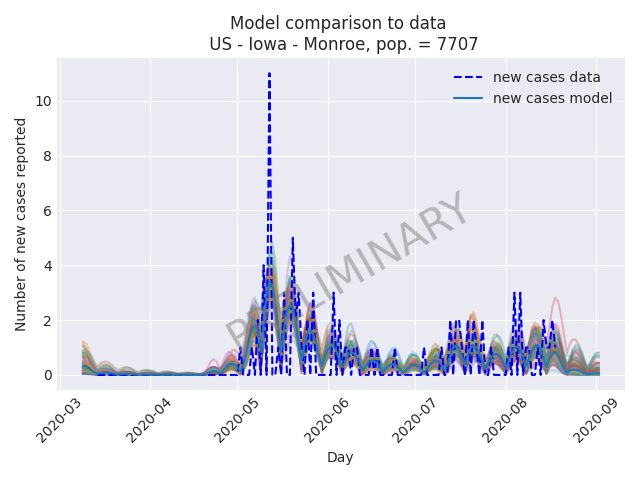 Model comparison to data
US - Iowa - Monroe, pop. = 7707
new cases data
new cases model
Number of new cases reported
10
8
6
4
2
0
PRELIMINARY
2020-03
2020-04
2020-05
2020-06
2020-07
2020-08
2020-09
Day